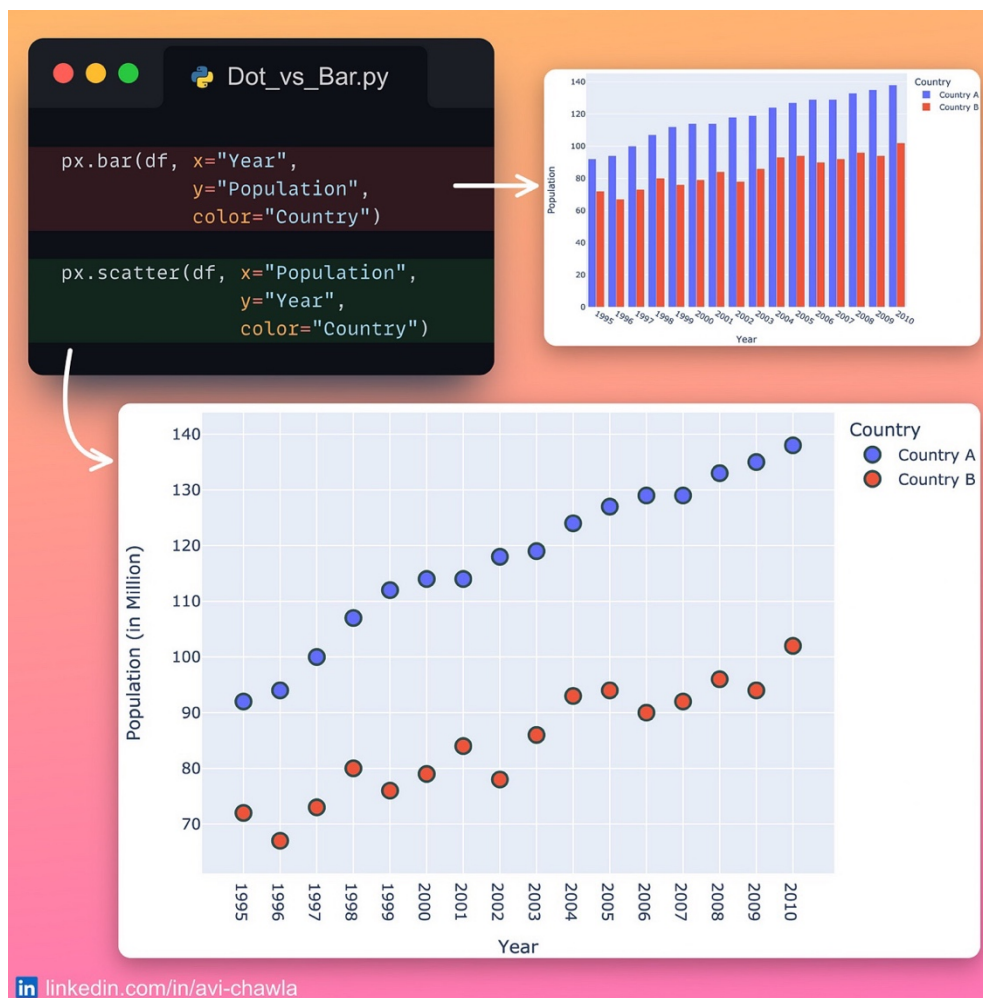 Dot_vs_Bar.py
px.bar(df, x="Year",
y="Population",
color="Country")
px.scatter(df, x="Population",
y="Year",
color="Country")
140
120
100
80
60
40
20
0
Population
1995 1996 1997 1998 1999 2000 2001 2002 2003 2004 2005 2006 2007 2008 2009 2010
Year
Country
Country A
Country B
140
130
120
110
100
90
80
70
Population (in Million)
1995 1996 1997 1998 1999 2000 2001 2002 2003 2004 2005 2006 2007 2008 2009 2010
Year
Country
Country A
Country B
in linkedin.com/in/avi-chawla